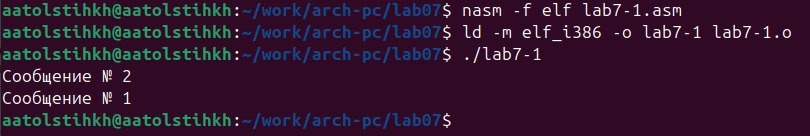 aatolstihkh@aatolstihkh:~/work/arch-pc/lab07$ nasm -f elf lab7-1.asm
aatolstihkh@aatolstihkh:~/work/arch-pc/lab07$ ld -m elf_i386 -o lab7-1 lab7-1.o
aatolstihkh@aatolstihkh:~/work/arch-pc/lab07$ ./lab7-1
Сообщение № 2
Сообщение № 1
aatolstihkh@aatolstihkh:~/work/arch-pc/lab07$